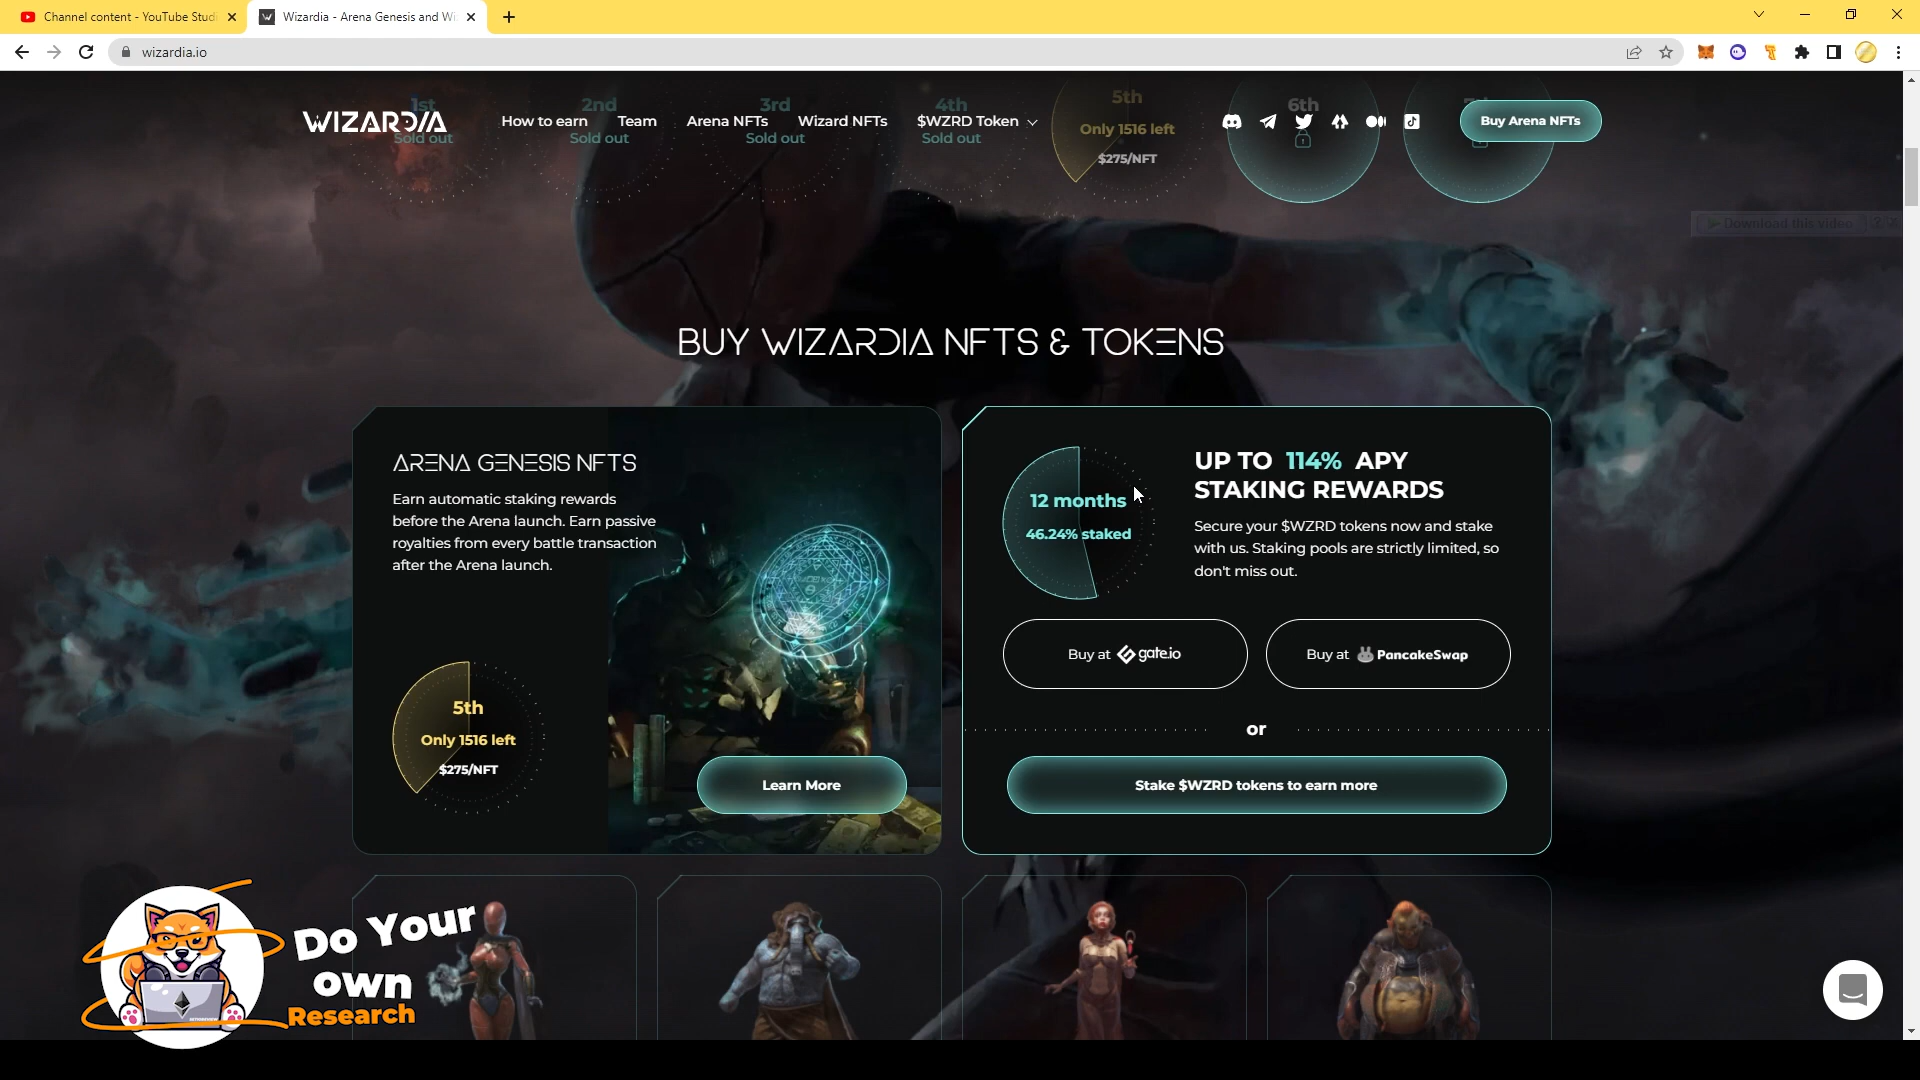 Channel content - YouTube Studi
Wizardia - Arena Genesis and Wi
wizardia.io
1st
Sold out
2nd
Sold out
3rd
Sold out
4th
Sold out
5th
Only 1516 left
$275/NFT
6th
WIZARDIA
How to earn
Team
Arena NFTs
Wizard NFTs
$WZRD Token
Buy Arena NFTs
Download this video
BUY WIZARDIA NFTS & TOKENS
ARENA GENESIS NFTS
Earn automatic staking rewards
before the Arena launch. Earn passive
royalties from every battle transaction
after the Arena launch.
5th
Only 1516 left
$275/NFT
Learn More
12 months
46.24% staked
UP TO 114% APY
STAKING REWARDS
Secure your $WZRD tokens now and stake
with us. Staking pools are strictly limited, so
don't miss out.
Buy at gate.io
Buy at PancakeSwap
or
Stake $WZRD tokens to earn more
Do Your
own
Research